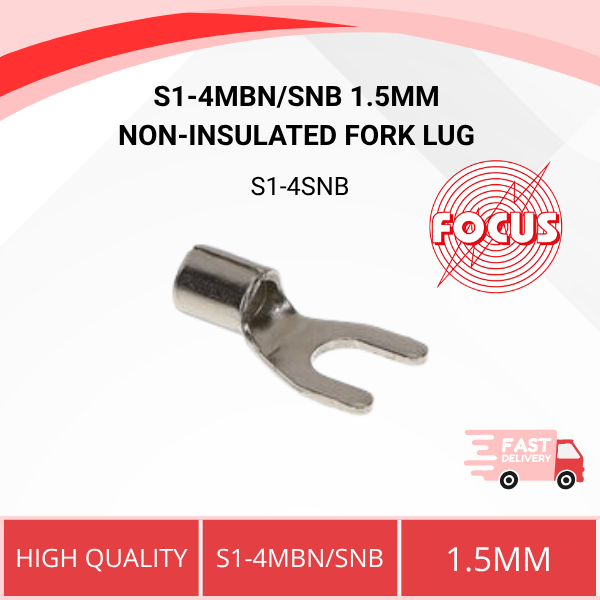 S1-4MBN/SNB 1.5MM
NON-INSULATED FORK LUG
S1-4SNB
FOCUS
FAST
DELIVERY
HIGH QUALITY
S1-4MBN/SNB
1.5MM